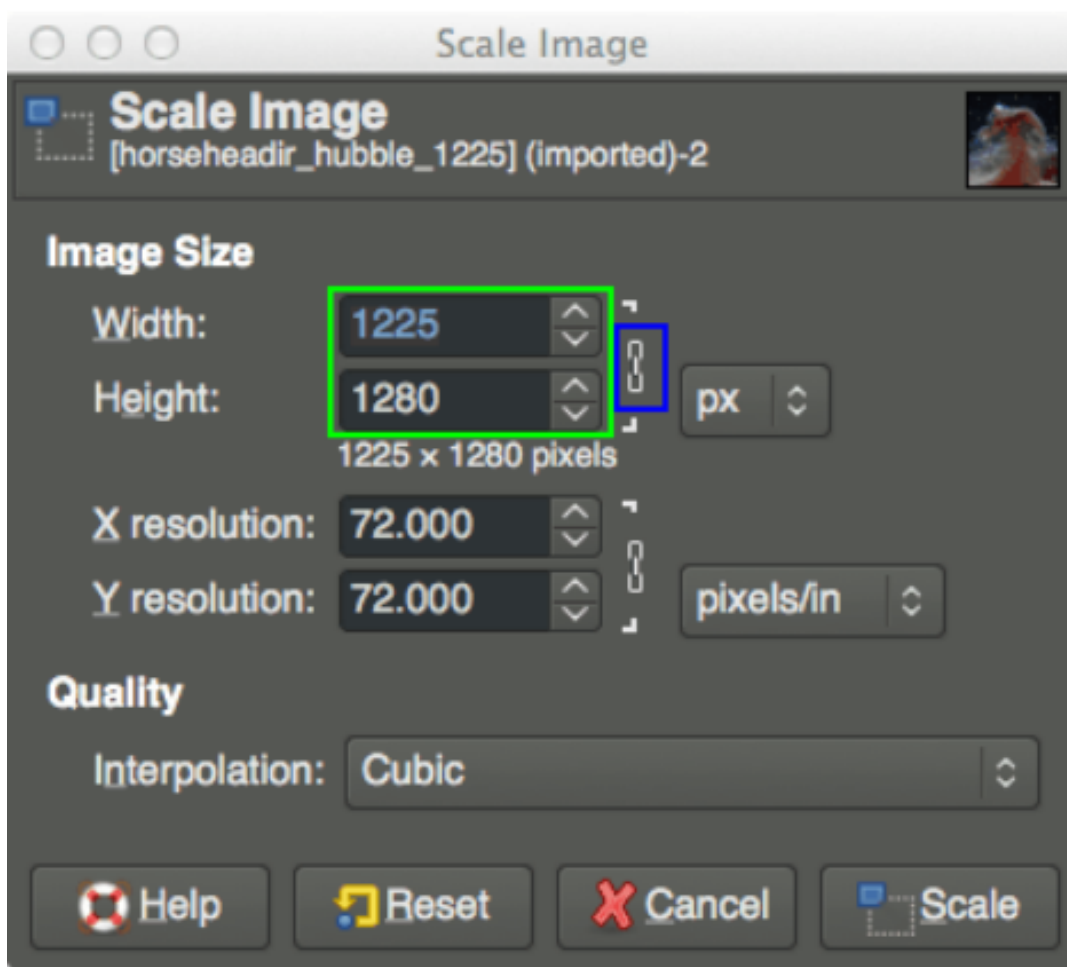 Scale Image
Scale Image
[horseheadir_hubble_1225] (imported)-2
Image Size
Width: 1225
Height: 1280 px
1225 x 1280 pixels
X resolution: 72.000
Y resolution: 72.000 pixels/in
Quality
Interpolation: Cubic
Help Reset Cancel Scale